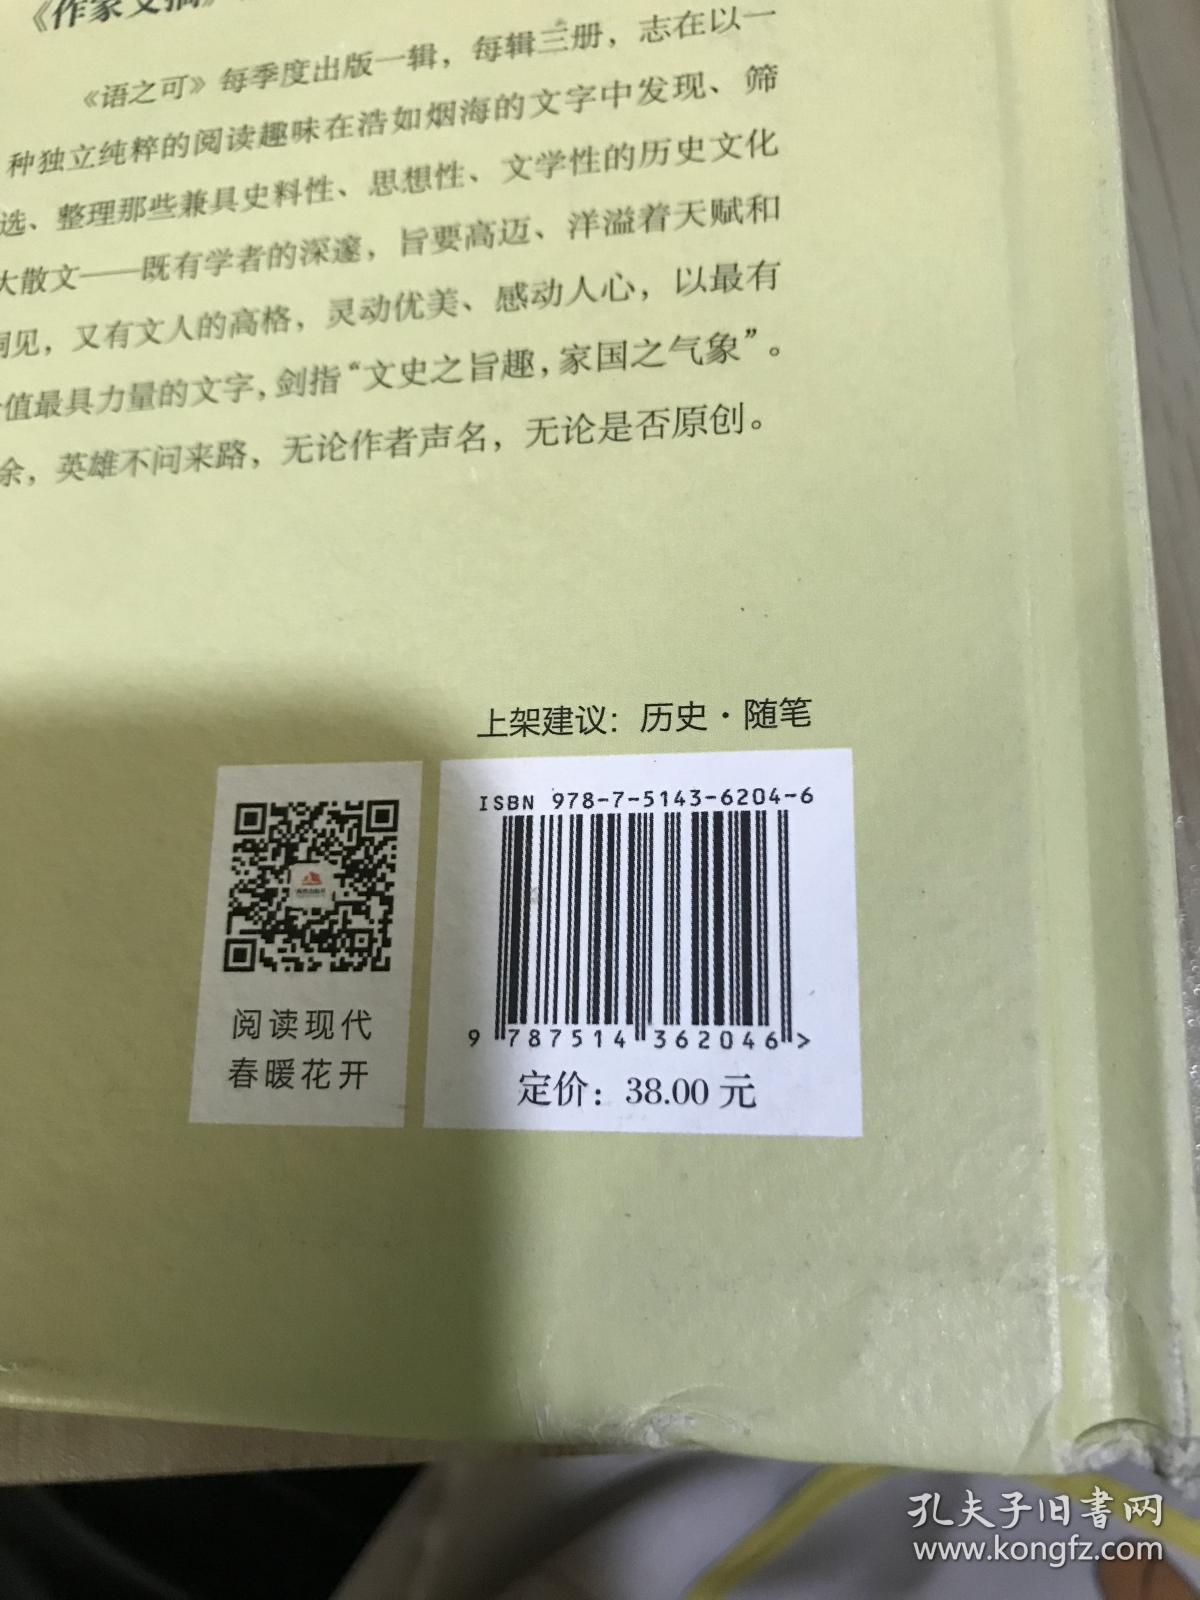 《作家文摘》
《语之可》每季度出版一辑，每辑三册，志在以一
种独立纯粹的阅读趣味在浩如烟海的文字中发现、筛
选、整理那些兼具史料性、思想性、文学性的历史文化
大散文——既有学者的深邃，旨要高迈、洋溢着天赋和
洞见，又有文人的高格，灵动优美、感动人心，以最有
值最具力量的文字，剑指“文史之旨趣，家国之气象”。
余，英雄不问来路，无论作者声名，无论是否原创。
上架建议：历史·随笔
ISBN 978-7-5143-6204-6
9 787514 362046 >
定价：38.00 元
阅读现代
春暖花开
孔夫子旧书网
www.kongfz.com